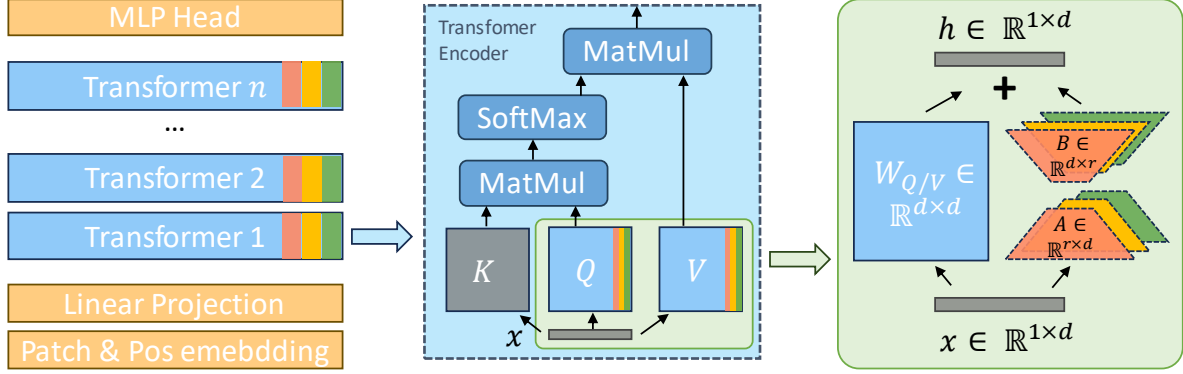 MLP Head
Transformer n
...
Transformer 2
Transformer 1
Linear Projection
Patch & Pos emebdding
Transfomer
Encoder
MatMul
SoftMax
MatMul
K
Q
V
x
h ∈ ℝ^{1×d}
+
W_{Q/V} ∈
ℝ^{d×d}
B ∈
ℝ^{d×r}
A ∈
ℝ^{r×d}
x ∈ ℝ^{1×d}